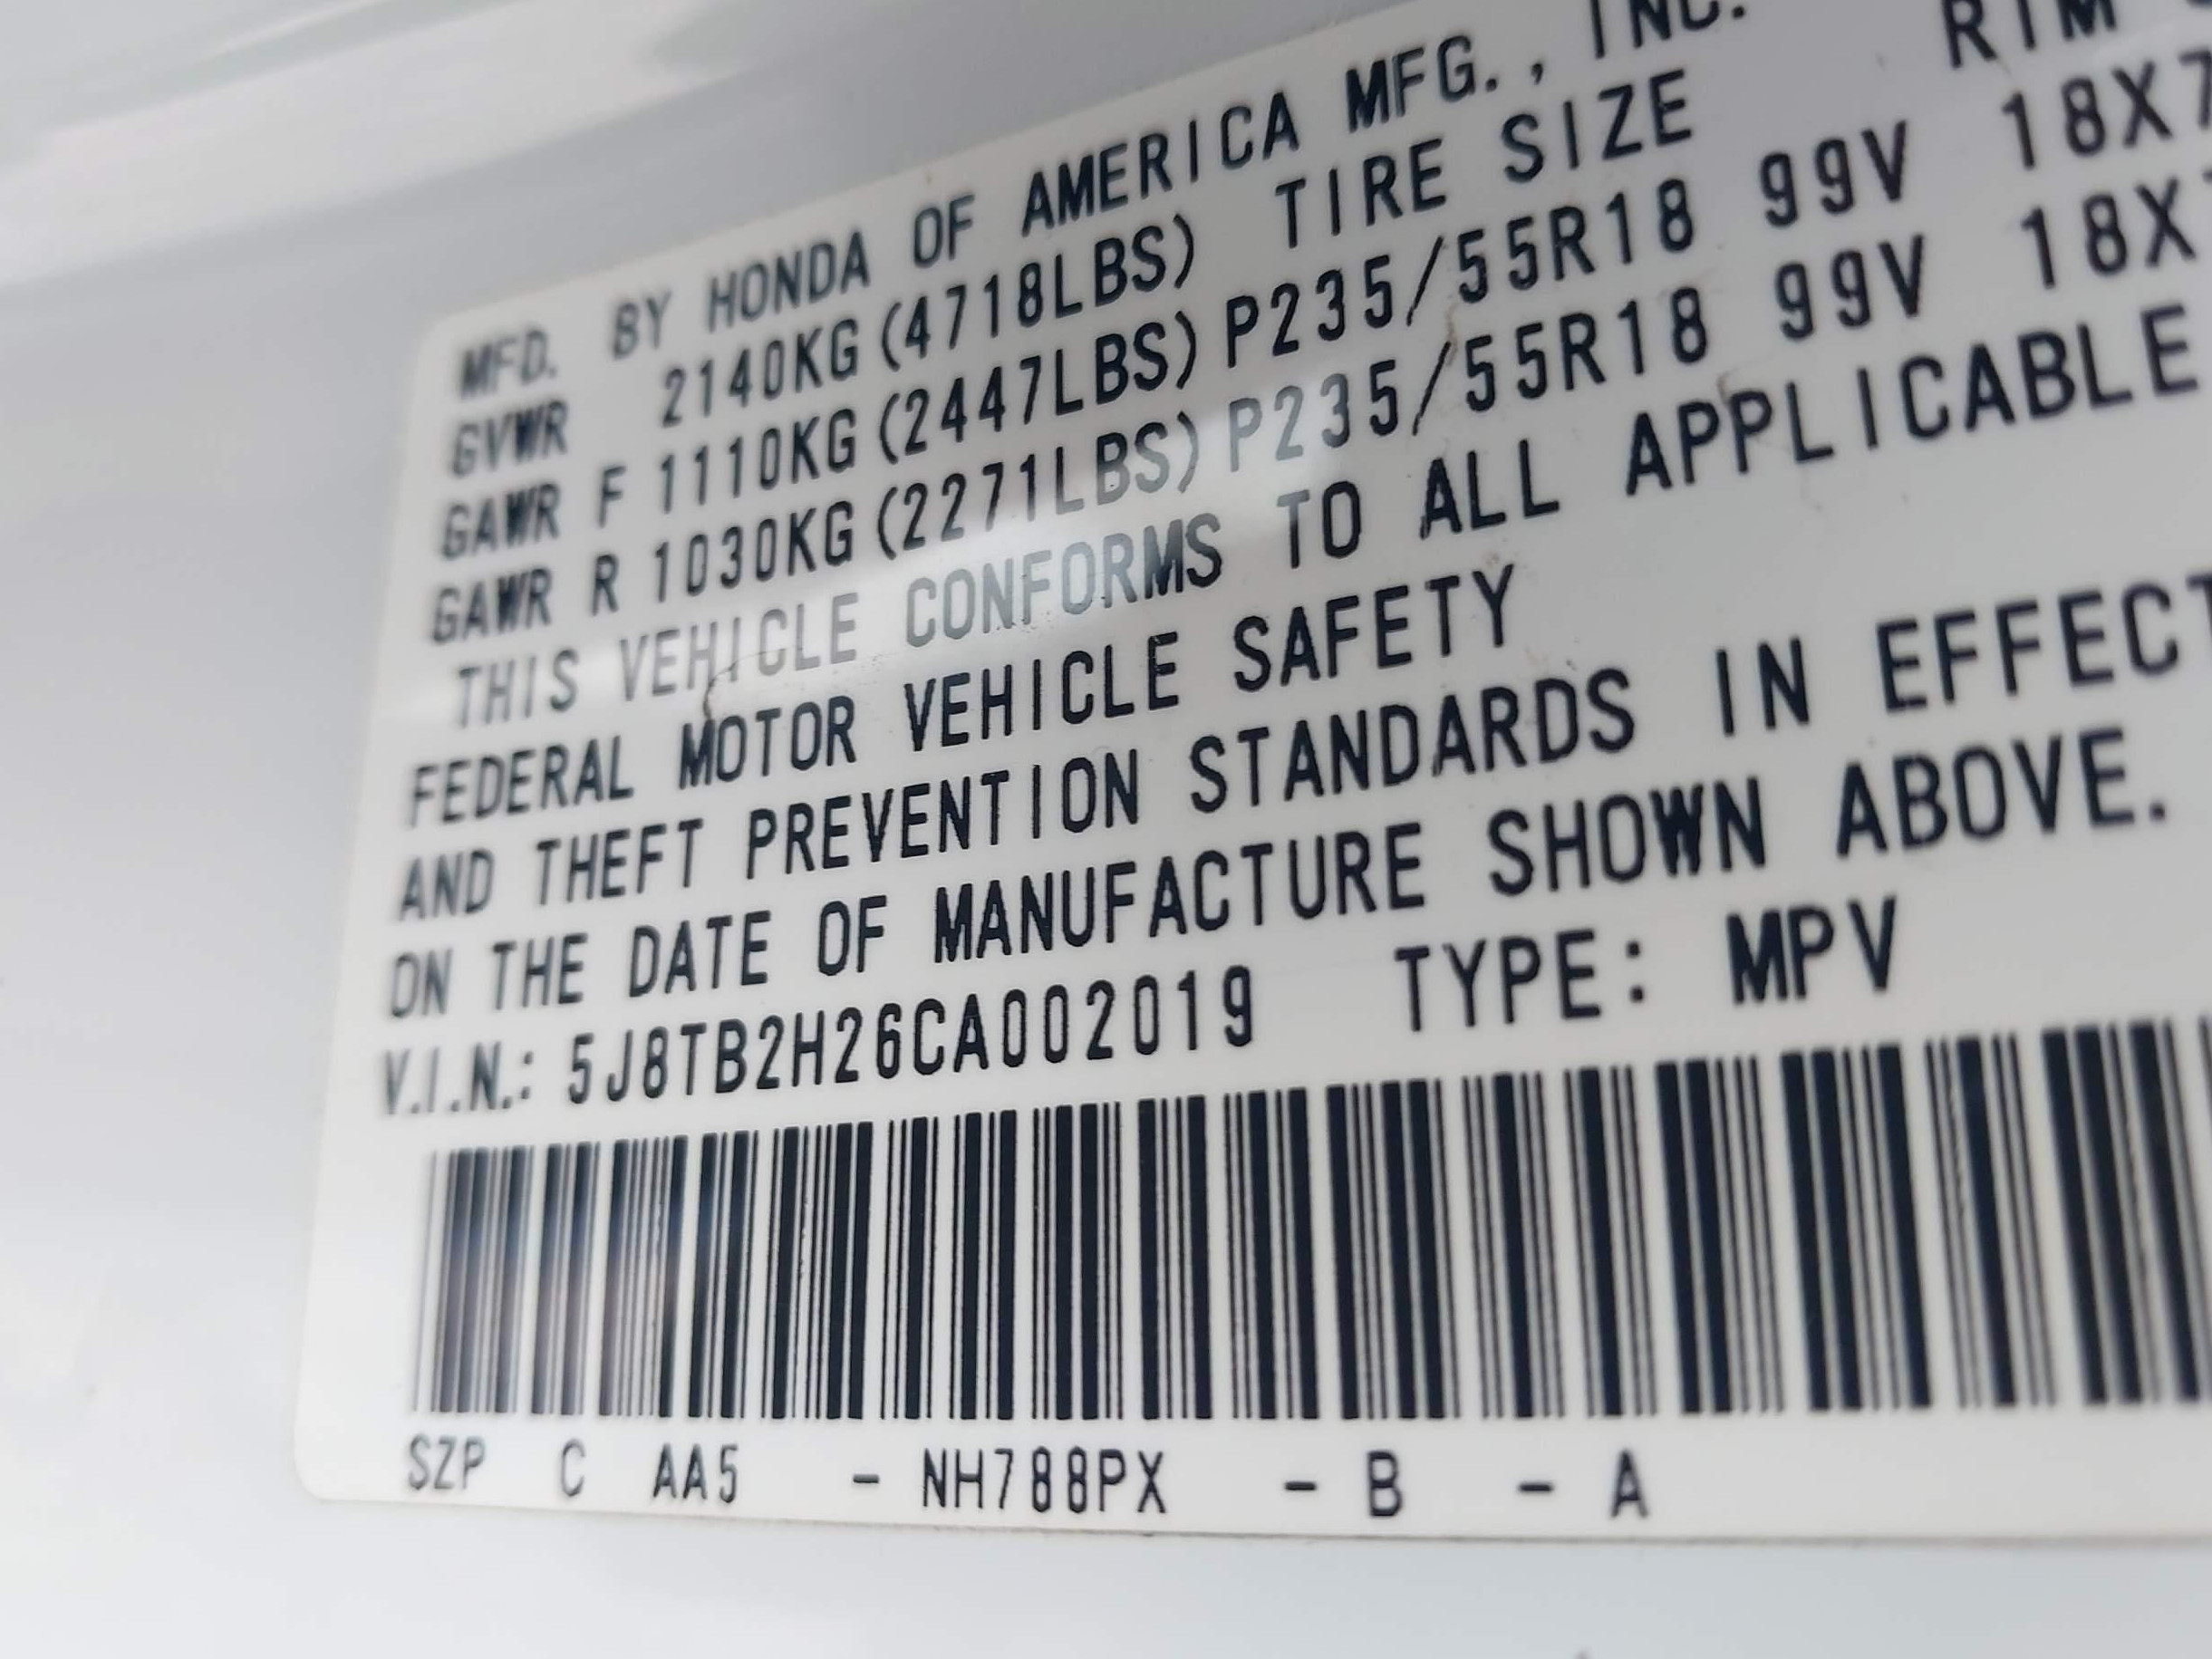 MFD. BY HONDA OF AMERICA MFG., INC.
GVWR 2140KG (4718LBS) TIRE SIZE RIM
GAWR F 1110KG (2447LBS) P235/55R18 99V 18X7
GAWR R 1030KG (2271LBS) P235/55R18 99V 18X
THIS VEHICLE CONFORMS TO ALL APPLICABLE
FEDERAL MOTOR VEHICLE SAFETY
AND THEFT PREVENTION STANDARDS IN EFFECT
ON THE DATE OF MANUFACTURE SHOWN ABOVE.
V.I.N.: 5J8TB2H26CA002019 TYPE: MPV
SZP C AA5 - NH788PX - B - A